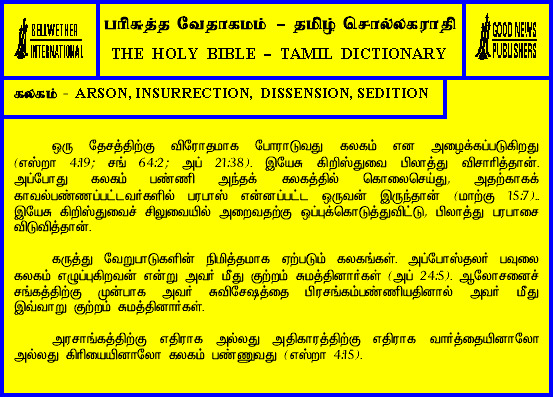 BELLWETHER
INTERNATIONAL
பரிசுத்த வேதாகமம் – தமிழ் சொல்லகராதி
THE HOLY BIBLE – TAMIL DICTIONARY
GOOD NEWS
PUBLISHERS
கலகம் - ARSON, INSURRECTION, DISSENSION, SEDITION
ஒரு தேசத்திற்கு விரோதமாக போராடுவது கலகம் என அழைக்கப்படுகிறது
(எஸ்றா 4:19; சங் 64:2; அப் 21:38). இயேசு கிறிஸ்துவை பிலாத்து விசாரித்தான்.
அப்போது கலகம் பண்ணி அந்தக் கலகத்தில் கொலைசெய்து, அதற்காகக்
காவல்பண்ணப்பட்டவர்களில் பரபாஸ் என்னப்பட்ட ஒருவன் இருந்தான் (மாற்கு 15:7)..
இயேசு கிறிஸ்துவைச் சிலுவையில் அறைவதற்கு ஒப்புக்கொடுத்துவிட்டு, பிலாத்து பரபாசை
விடுவித்தான்.
கருத்து வேறுபாடுகளின் நிமித்தமாக ஏற்படும் கலகங்கள். அப்போஸ்தலர் பவுலை
கலகம் எழுப்புகிறவன் என்று அவர் மீது குற்றம் சுமத்தினார்கள் (அப் 24:5). ஆலோசனைச்
சங்கத்திற்கு முன்பாக அவர் சுவிசேஷத்தை பிரசங்கம்பண்ணியதினால் அவர் மீது
இவ்வாறு குற்றம் சுமத்தினார்கள்.
அரசாங்கத்திற்கு எதிராக அல்லது அதிகாரத்திற்கு எதிராக வார்த்தையினாலோ
அல்லது கிரியையினாலோ கலகம் பண்ணுவது (எஸ்றா 4:15).